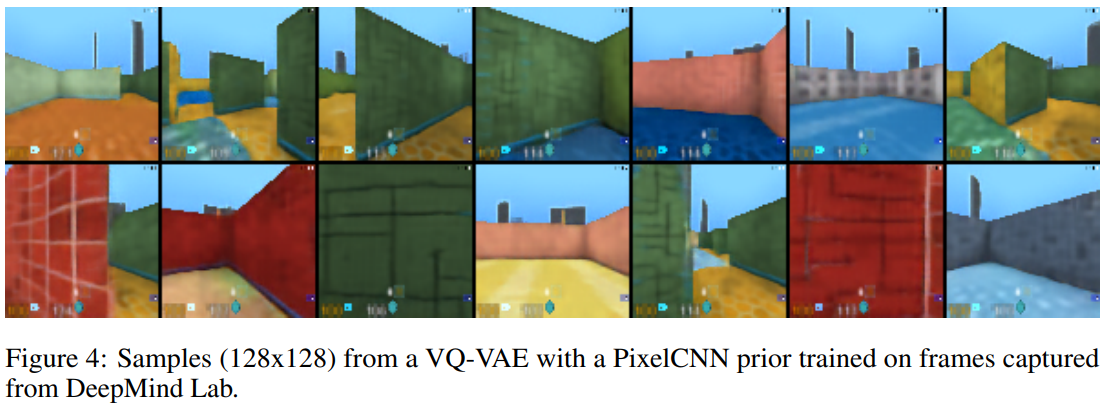 Figure 4: Samples (128x128) from a VQ-VAE with a PixelCNN prior trained on frames captured
from DeepMind Lab.